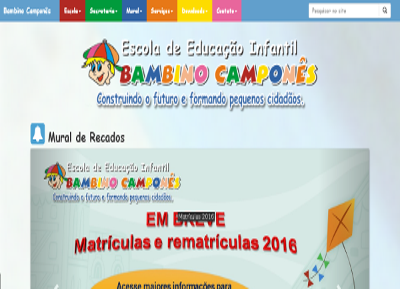 Bambino Camponês Escola Secretaria Mural Serviços Downloads Contato Pesquisar no site
Escola de Educação Infantil
BAMBINO CAMPONÊS
Construindo o futuro e formando pequenos cidadãos.
Mural de Recados
Escola de Educação Infantil
BAMBINO CAMPONÊS
Construindo o futuro e formando pequenos cidadãos.
EM BREVE
Matrículas 2016
Matrículas e rematrículas 2016
Acesse maiores informações para